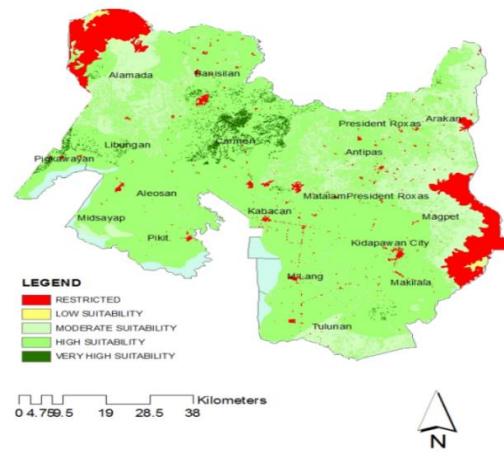 Alamada
Banisilan
Carmen
President Roxas
Arakan
Libungan
Antipas
Pigkawayan
Aleosan
Matalam
President Roxas
Midsayap
Kabacan
Magpet
Pikit
Kidapawan City
M'Lang
Makilala
Tulunan
LEGEND
RESTRICTED
LOW SUITABILITY
MODERATE SUITABILITY
HIGH SUITABILITY
VERY HIGH SUITABILITY
0 4.75 9.5 19 28.5 38 Kilometers
N